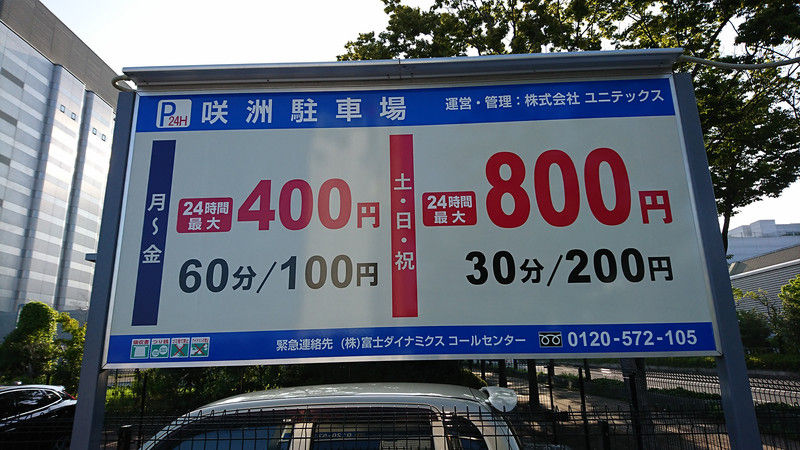 P 24H 咲洲駐車場 運営・管理：株式会社 ユニテックス
月～金
24時間最大 400円
60分/100円
土・日・祝
24時間最大 800円
30分/200円
緊急連絡先 (株)富士ダイナミクス コールセンター 0120-572-105